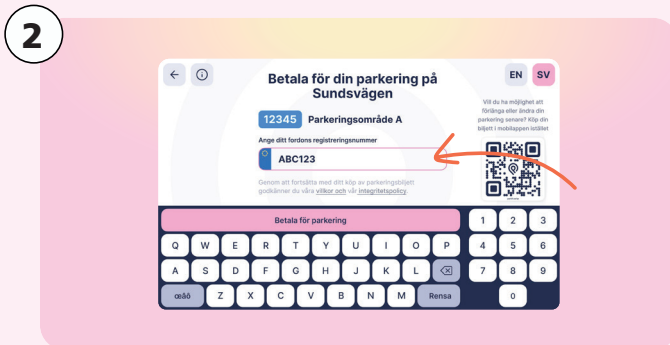 2
EN SV
Betala för din parkering på
Sundsvägen
12345 Parkeringsområde A
Ange ditt fordons registreringsnummer
ABC123
Genom att fortsätta med ditt köp av parkeringsbiljett
godkänner du våra villkor och vår integritetspolicy.
Vill du ha möjlighet att
förlänga eller ändra din
parkering senare? Köp din
biljett i mobilappen istället
Betala för parkering 1 2 3
Q W E R T Y U I O P 4 5 6
A S D F G H J K L 7 8 9
œâô Z X C V B N M Rensa 0